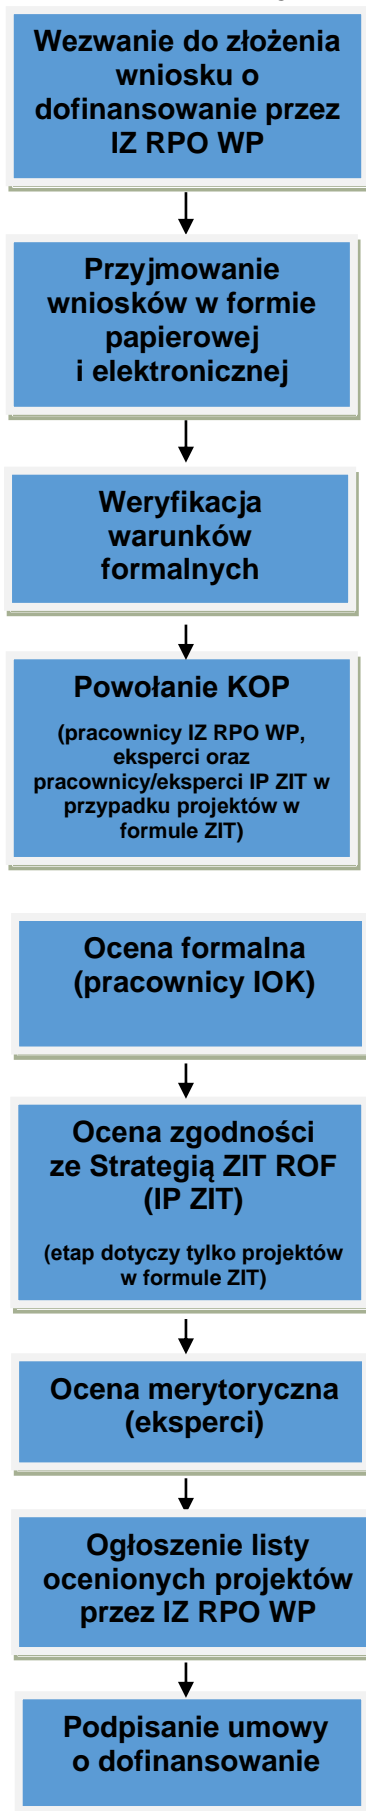 Wezwanie do złożenia
wniosku o
dofinansowanie przez
IZ RPO WP
Przyjmowanie
wniosków w formie
papierowej
i elektronicznej
Weryfikacja
warunków
formalnych
Powołanie KOP
(pracownicy IZ RPO WP,
eksperci oraz
pracownicy/eksperci IP ZIT w
przypadku projektów w
formule ZIT)
Ocena formalna
(pracownicy IOK)
Ocena zgodności
ze Strategią ZIT ROF
(IP ZIT)
(etap dotyczy tylko projektów
w formule ZIT)
Ocena merytoryczna
(eksperci)
Ogłoszenie listy
ocenionych projektów
przez IZ RPO WP
Podpisanie umowy
o dofinansowanie